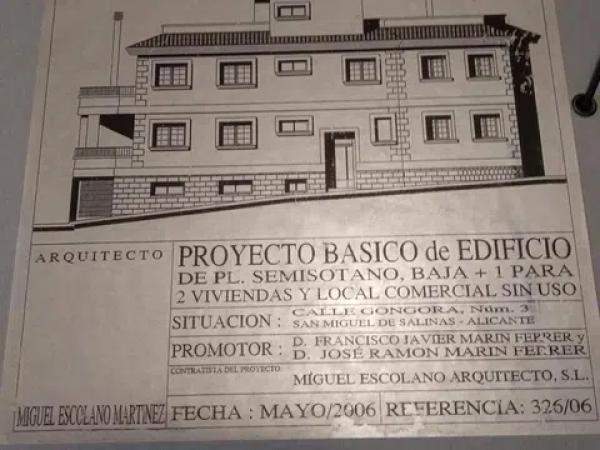 ARQUITECTO
PROYECTO BASICO de EDIFICIO
DE PL. SEMISOTANO, BAJA + 1 PARA
2 VIVIENDAS Y LOCAL COMERCIAL SIN USO
SITUACION : CALLE GONGORA, Núm. 3
SAN MIGUEL DE SALINAS - ALICANTE
PROMOTOR : D. FRANCISCO JAVIER MARIN FERRER y
D. JOSÉ RAMON MARIN FERRER
CONTRATISTA DEL PROYECTO:
MIGUEL ESCOLANO ARQUITECTO, S.L.
MIGUEL ESCOLANO MARTINEZ
FECHA : MAYO/2006
REFERENCIA: 326/06